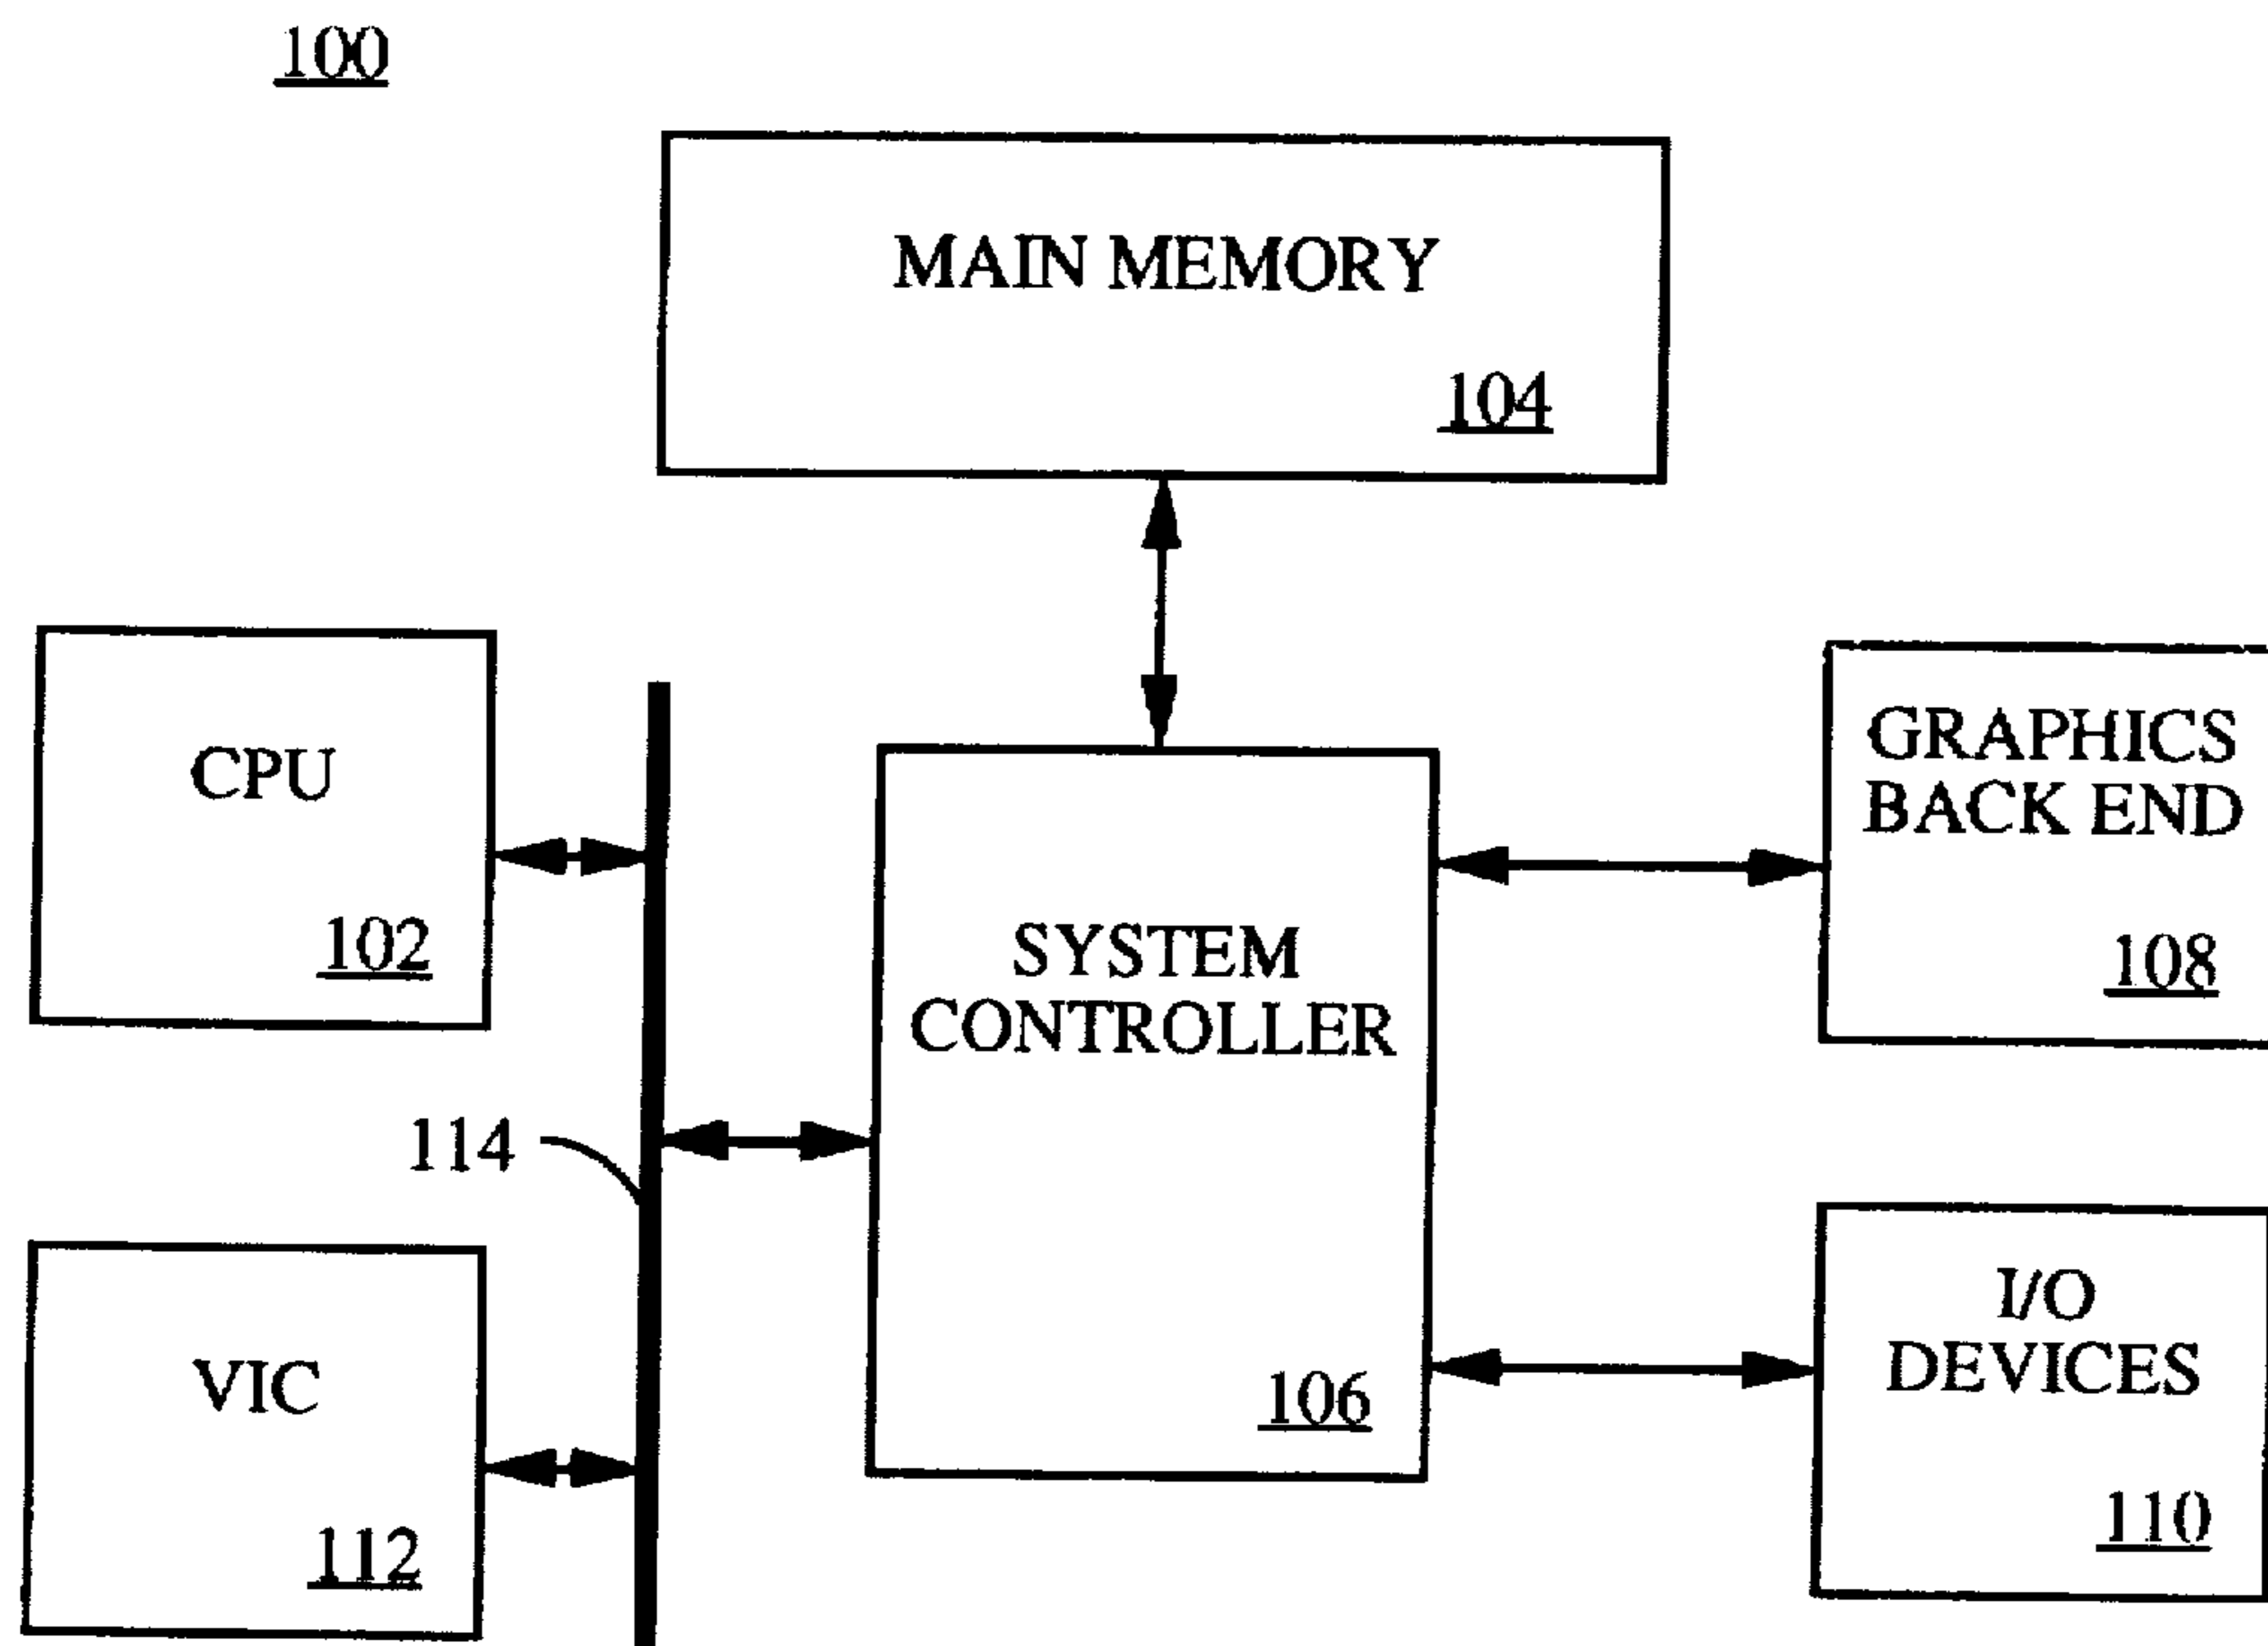 100
MAIN MEMORY
104
CPU
102
GRAPHICS
BACK END
108
SYSTEM
CONTROLLER
106
114
VIC
112
I/O
DEVICES
110